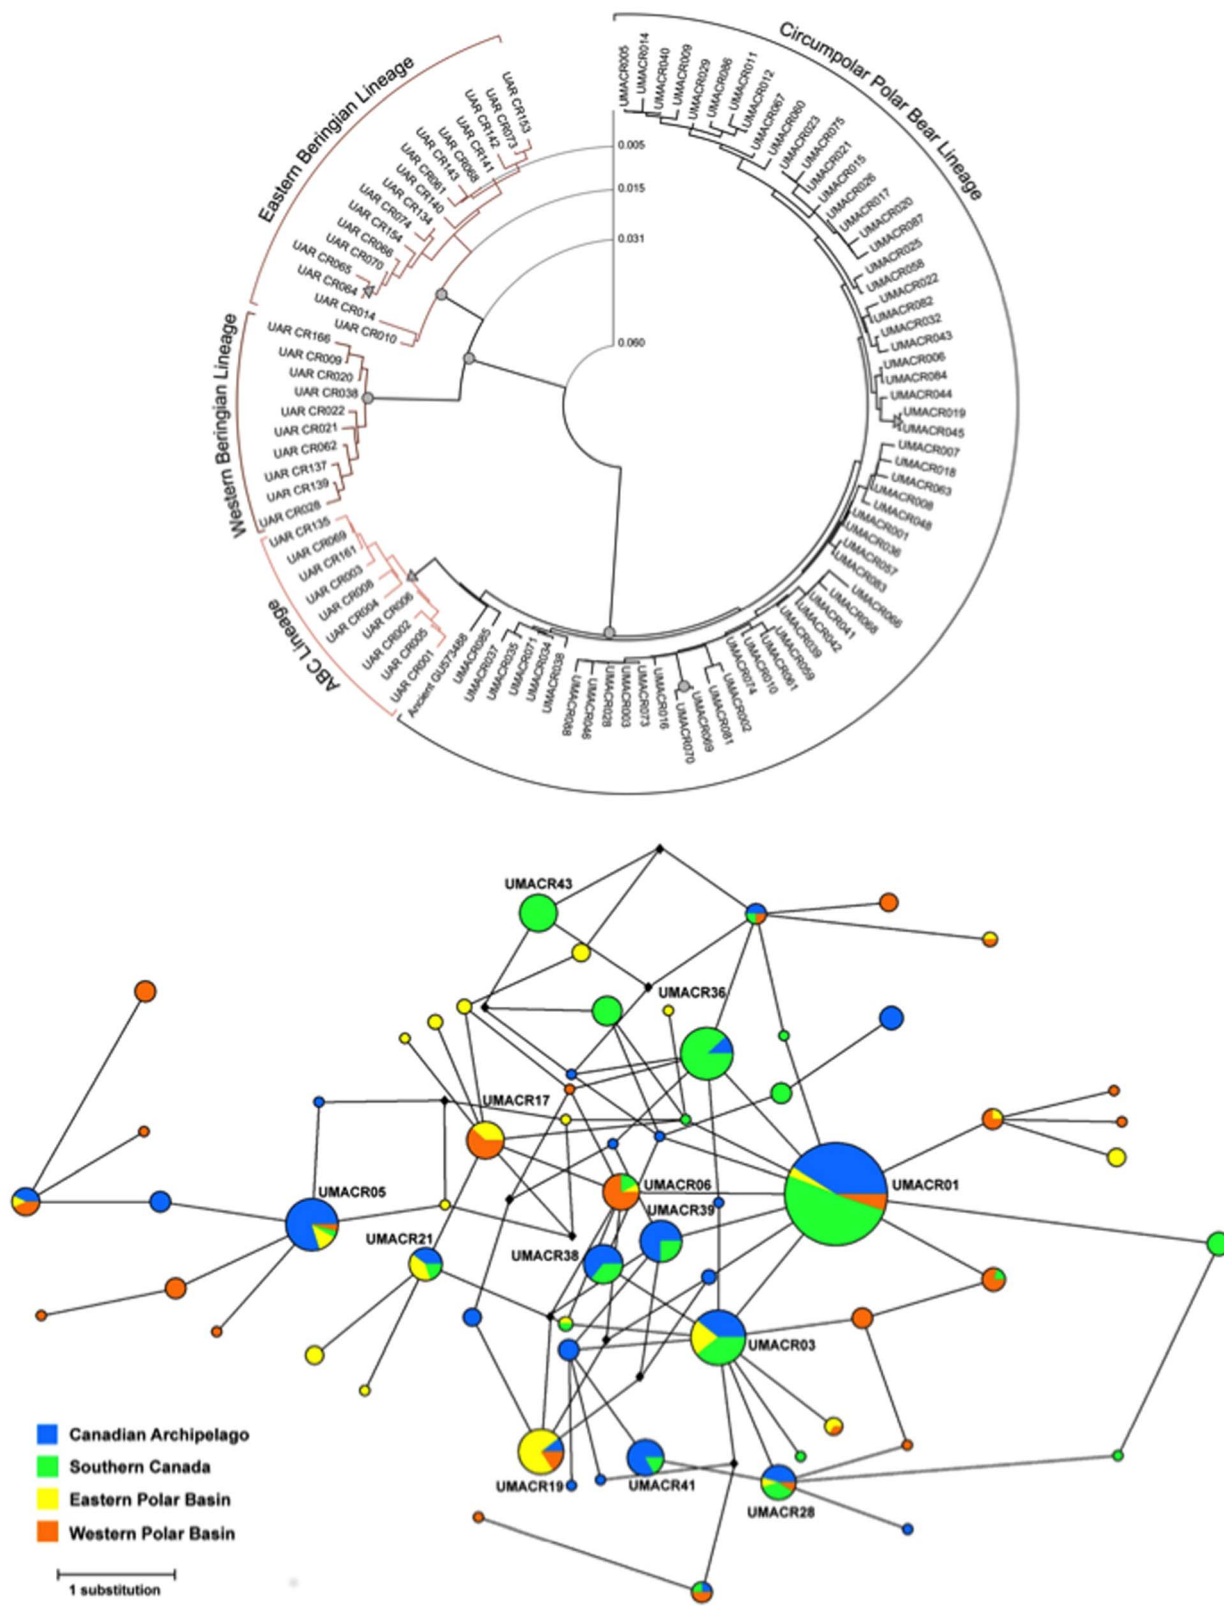 Circumpolar Polar Bear Lineage
UMACR005
UMACR014
UMACR040
UMACR009
UMACR029
UMACR086
UMACR011
UMACR012
UMACR067
UMACR060
UMACR023
UMACR075
UMACR021
UMACR015
UMACR026
UMACR017
UMACR020
UMACR087
UMACR025
UMACR058
UMACR022
UMACR082
UMACR032
UMACR043
UMACR006
UMACR084
UMACR044
UMACR019
UMACR045
UMACR007
UMACR018
UMACR063
UMACR008
UMACR048
UMACR001
UMACR036
UMACR057
UMACR083
UMACR066
UMACR068
UMACR042
UMACR041
UMACR039
UMACR059
UMACR061
UMACR010
UMACR074
UMACR002
UMACR081
UMACR069
UMACR070
UMACR016
UMACR073
UMACR003
UMACR028
UMACR046
UMACR088
UMACR038
UMACR034
UMACR071
UMACR035
UMACR037
UMACR085
Ancient GU573488
ABC Lineage
UAR CR001
UAR CR005
UAR CR002
UAR CR006
UAR CR004
UAR CR008
UAR CR003
UAR CR161
UAR CR069
UAR CR135
Western Beringian Lineage
UAR CR028
UAR CR139
UAR CR137
UAR CR062
UAR CR021
UAR CR022
UAR CR038
UAR CR020
UAR CR009
UAR CR166
Eastern Beringian Lineage
UAR CR010
UAR CR014
UAR CR064
UAR CR065
UAR CR070
UAR CR066
UAR CR154
UAR CR074
UAR CR134
UAR CR140
UAR CR061
UAR CR143
UAR CR068
UAR CR141
UAR CR142
UAR CR073
UAR CR153
0.005
0.015
0.031
0.060
UMACR43
UMACR36
UMACR17
UMACR06
UMACR01
UMACR05
UMACR39
UMACR21
UMACR38
UMACR03
UMACR19
UMACR41
UMACR28
Canadian Archipelago
Southern Canada
Eastern Polar Basin
Western Polar Basin
1 substitution